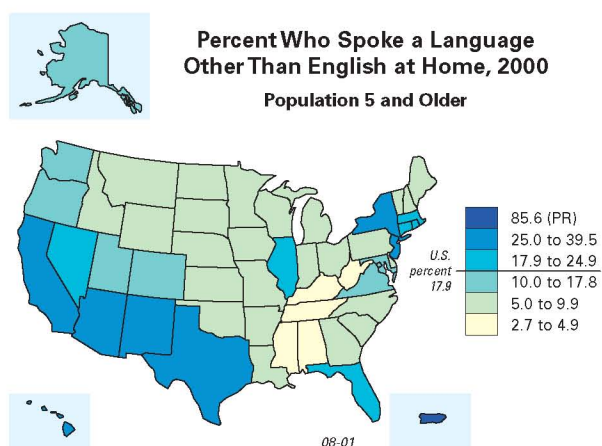 Percent Who Spoke a Language
Other Than English at Home, 2000
Population 5 and Older
85.6 (PR)
25.0 to 39.5
17.9 to 24.9
U.S.
percent
17.9
10.0 to 17.8
5.0 to 9.9
2.7 to 4.9
08-01